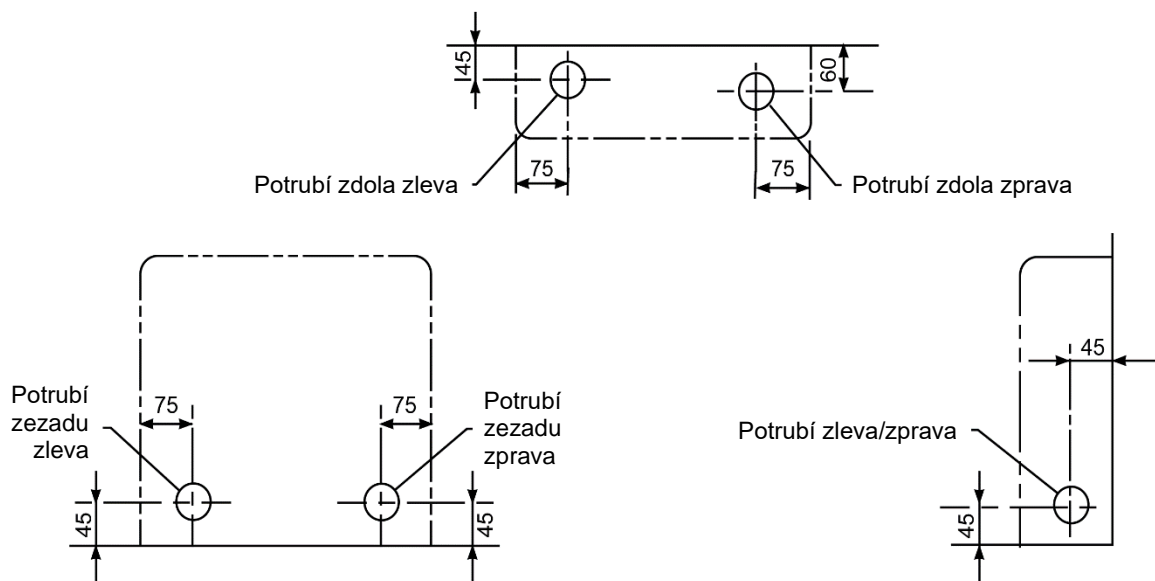 45
60
Potrubí zdola zleva
75
75
Potrubí zdola zprava
Potrubí
zezadu
zleva
75
75
Potrubí
zezadu
zprava
45
45
45
Potrubí zleva/zprava
45